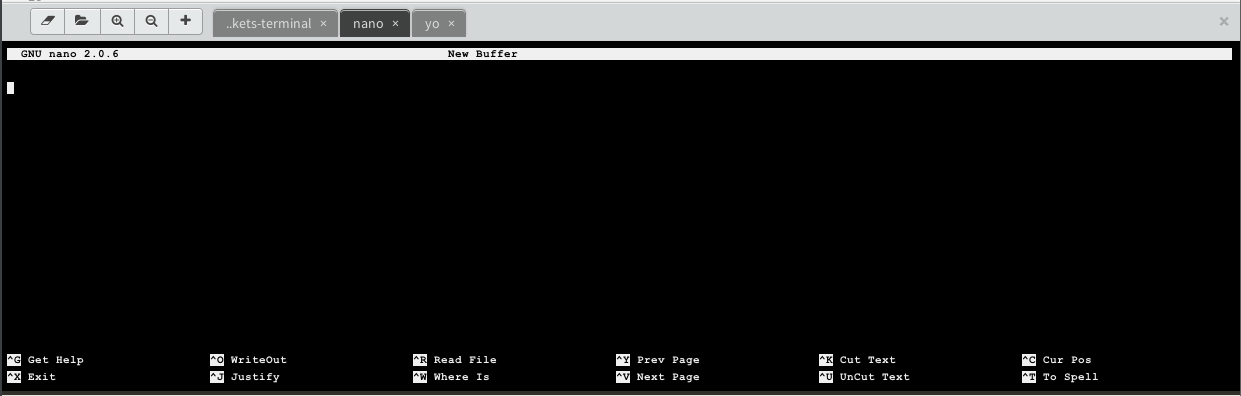 ..kets-terminal × nano × yo ×
GNU nano 2.0.6 New Buffer
^G Get Help ^O WriteOut ^R Read File ^Y Prev Page ^K Cut Text ^C Cur Pos
^X Exit ^J Justify ^W Where Is ^V Next Page ^U UnCut Text ^T To Spell